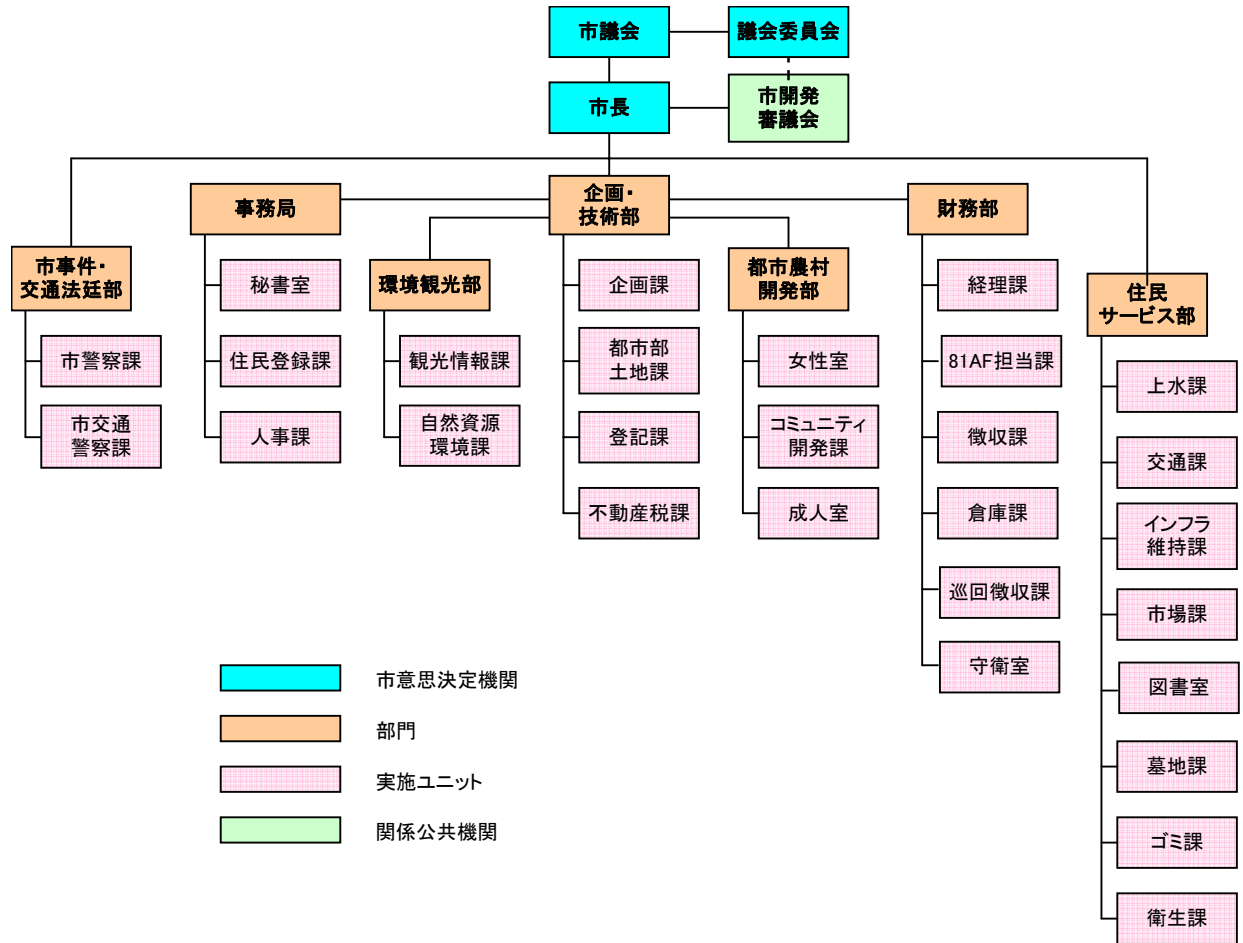 市議会
議会委員会
市長
市開発
審議会
事務局
企画・
技術部
財務部
市事件・
交通法廷部
環境観光部
都市農村
開発部
住民
サービス部
市警察課
市交通
警察課
秘書室
住民登録課
人事課
観光情報課
自然資源
環境課
企画課
都市部
土地課
登記課
不動産税課
女性室
コミュニティ
開発課
成人室
経理課
81AF担当課
徴収課
倉庫課
巡回徴収課
守衛室
上水課
交通課
インフラ
維持課
市場課
図書室
墓地課
ゴミ課
衛生課
市意思決定機関
部門
実施ユニット
関係公共機関